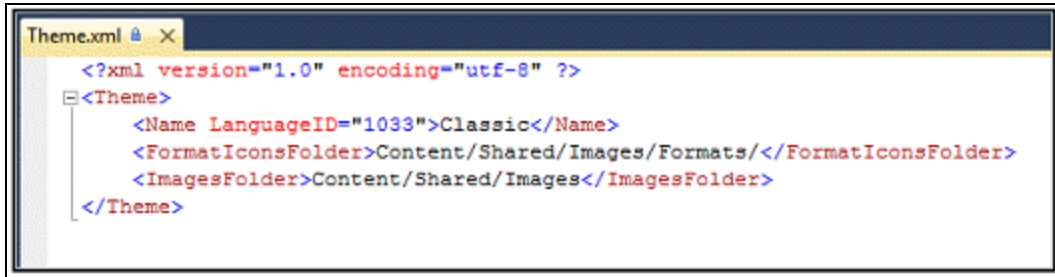 Theme.xml
<?xml version="1.0" encoding="utf-8" ?>
<Theme>
<Name LanguageID="1033">Classic</Name>
<FormatIconsFolder>Content/Shared/Images/Formats/</FormatIconsFolder>
<ImagesFolder>Content/Shared/Images</ImagesFolder>
</Theme>